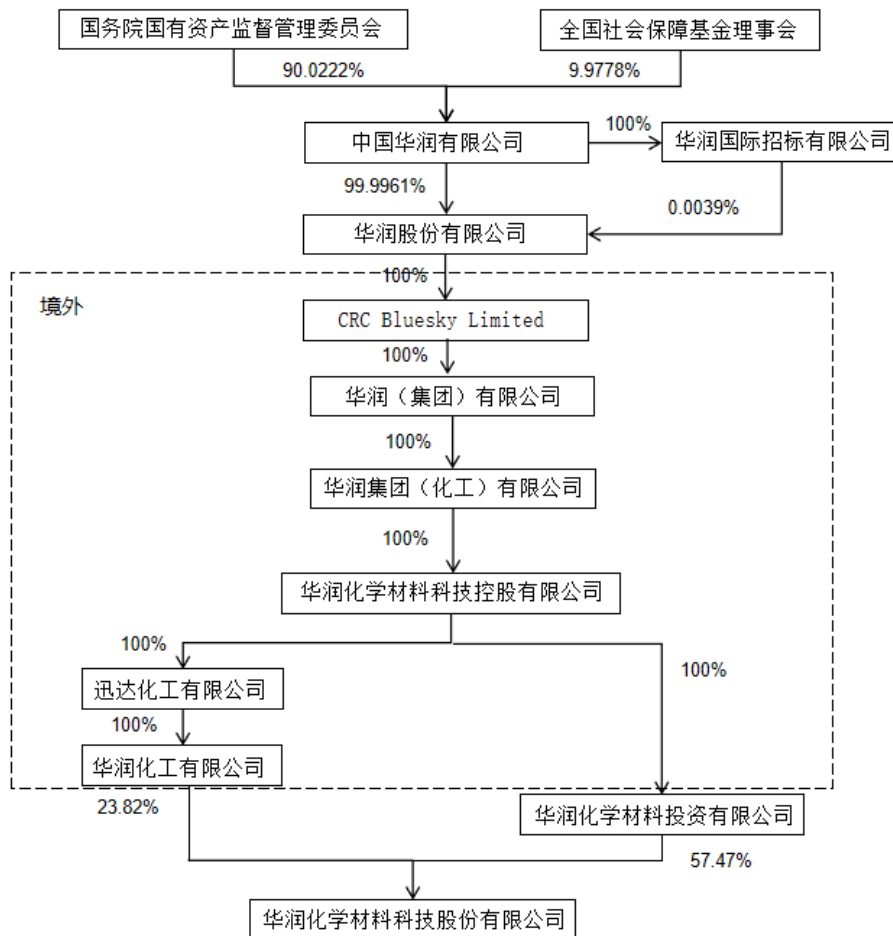 国务院国有资产监督管理委员会
全国社会保障基金理事会
90.0222%
9.9778%
中国华润有限公司
100%
华润国际招标有限公司
99.9961%
0.0039%
华润股份有限公司
100%
境外
CRC Bluesky Limited
100%
华润（集团）有限公司
100%
华润集团（化工）有限公司
100%
华润化学材料科技控股有限公司
100%
100%
迅达化工有限公司
100%
华润化工有限公司
23.82%
华润化学材料投资有限公司
57.47%
华润化学材料科技股份有限公司